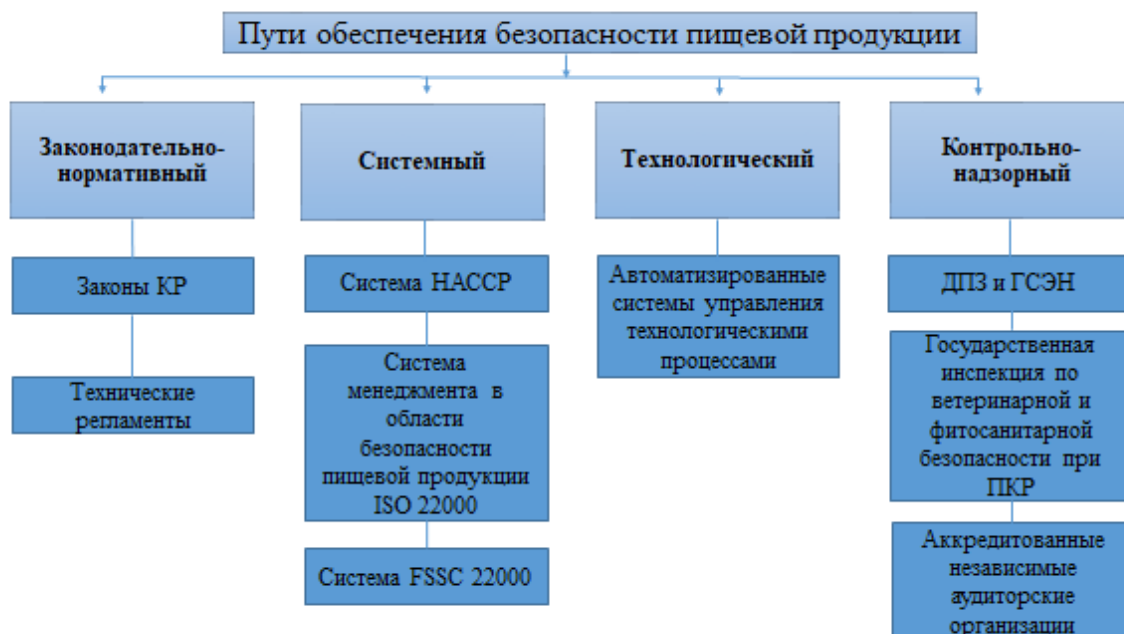 Пути обеспечения безопасности пищевой продукции
Законодательно-
нормативный
Системный
Технологический
Контрольно-
надзорный
Законы КР
Технические
регламенты
Система НАССР
Система
менеджмента в
области
безопасности
пищевой продукции
ISO 22000
Система FSSC 22000
Автоматизированные
системы управления
технологическими
процессами
ДПЗ и ГСЭН
Государственная
инспекция по
ветеринарной и
фитосанитарной
безопасности при
ПКР
Аккредитованные
независимые
аудиторские
организации